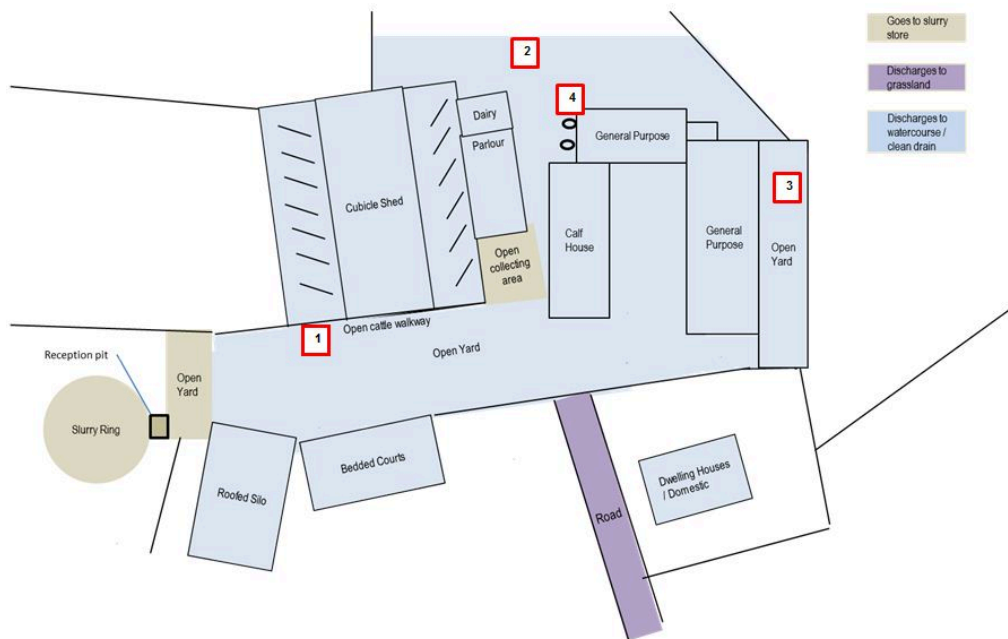 Goes to slurry
store
Discharges to
grassland
Discharges to
watercourse /
clean drain
2
4
Dairy
Parlour
General Purpose
3
Cubicle Shed
Calf
House
General
Purpose
Open
Yard
Open
collecting
area
1
Open cattle walkway
Open Yard
Reception pit
Open
Yard
Slurry Ring
Bedded Courts
Roofed Silo
Dwelling Houses
/ Domestic
Road